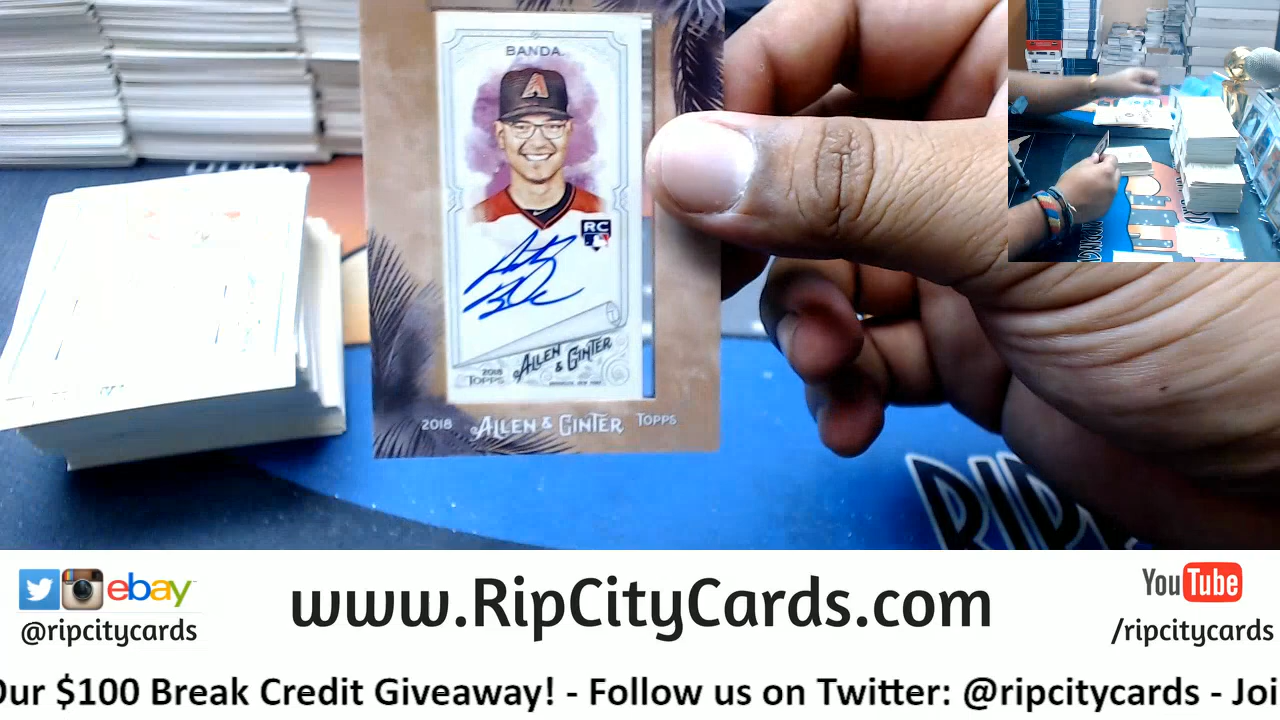 BANDA
A
RC
2018
TOPPS
ALLEN
& GINTER
2018 ALLEN & GINTER TOPPS
ebay
@ripcitycards
www.RipCityCards.com
YouTube
/ripcitycards
Our $100 Break Credit Giveaway! - Follow us on Twitter: @ripcitycards - Joi